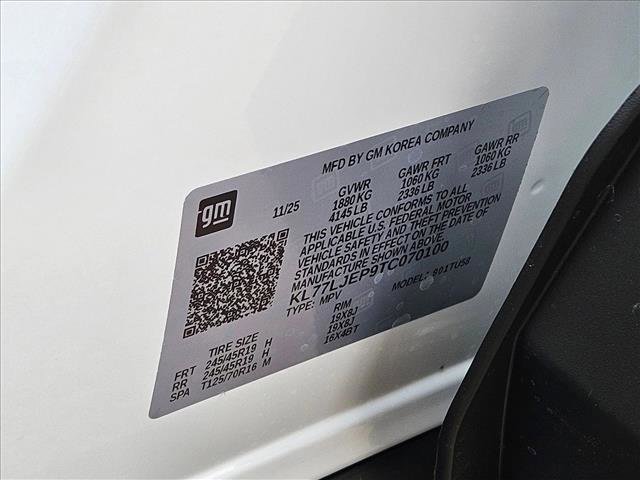 MFD BY GM KOREA COMPANY
gm
11/25
GVWR GAWR FRT GAWR RR
1880 KG 1060 KG 1060 KG
4145 LB 2336 LB 2336 LB
THIS VEHICLE CONFORMS TO ALL
APPLICABLE U.S. FEDERAL MOTOR
VEHICLE SAFETY AND THEFT PREVENTION
STANDARDS IN EFFECT ON THE DATE OF
MANUFACTURE SHOWN ABOVE.
KL77LJEP9TC070100
TYPE: MPV MODEL: 801TU58
TIRE SIZE RIM
FRT 245/45R19 H 19X8J
RR 245/45R19 H 19X8J
SPA T125/70R16 M 16X4BT